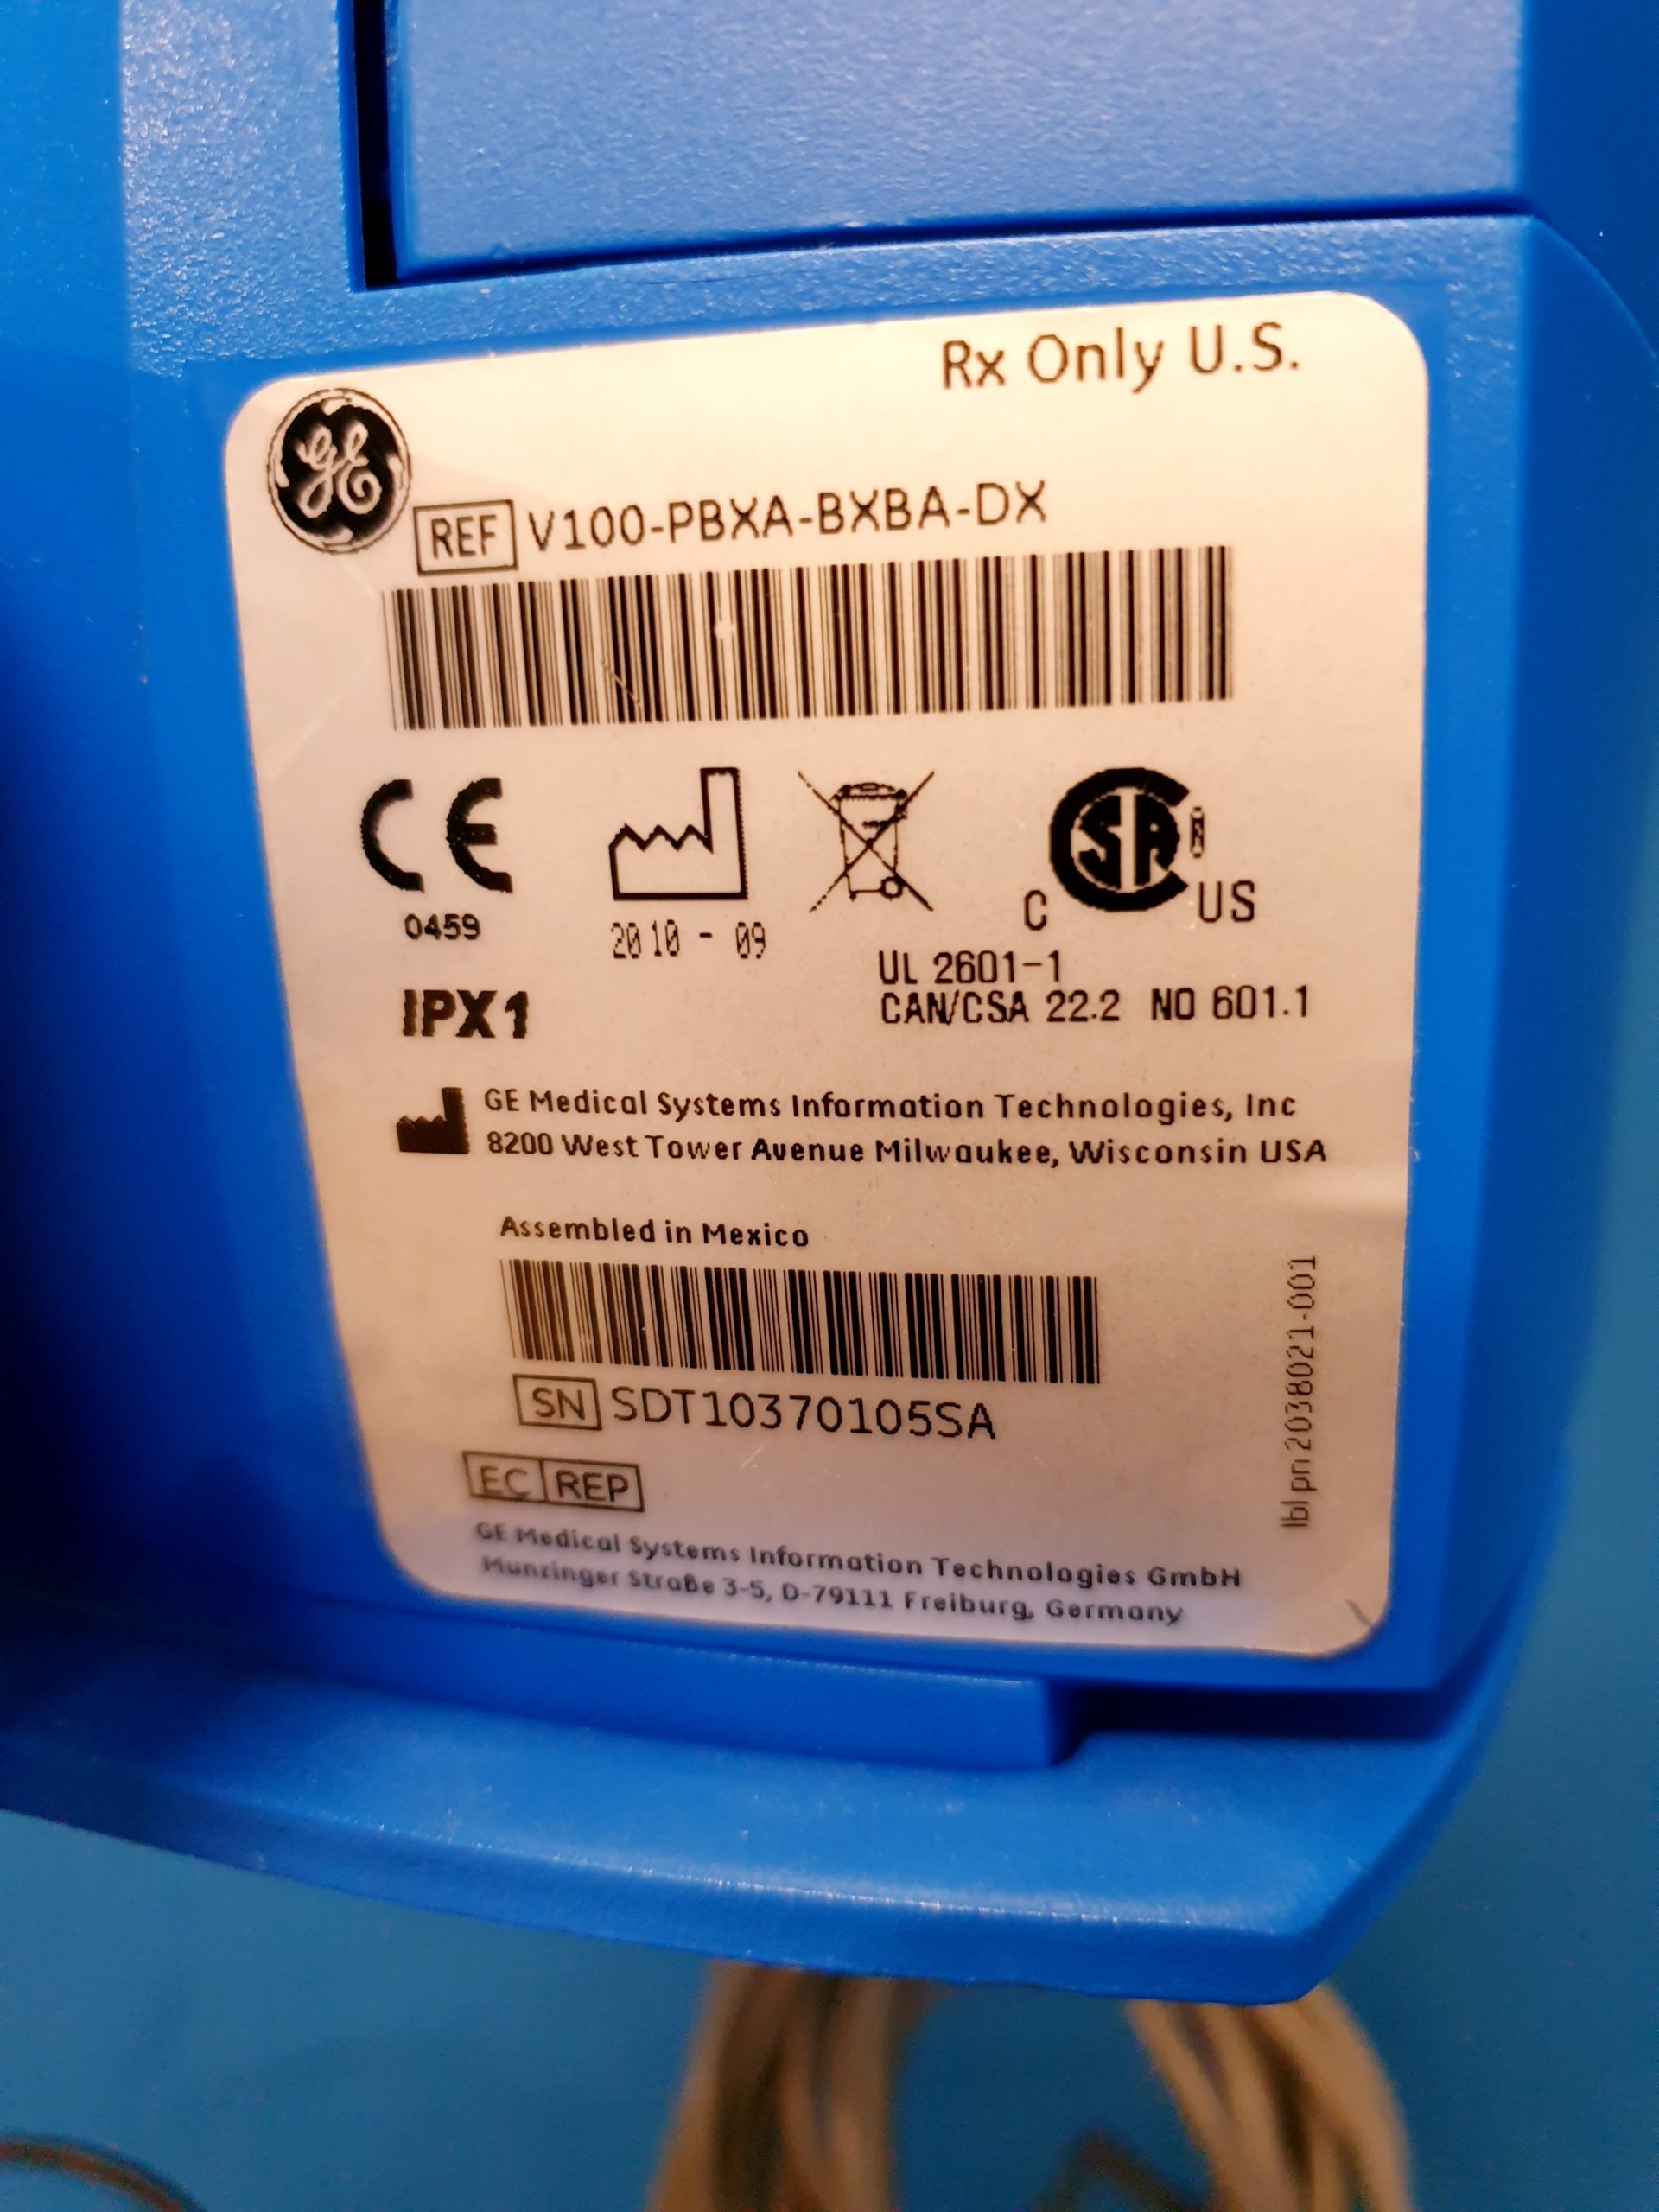 Rx Only U.S.
GE
REF V100-PBXA-BXBA-DX
CE
0459
2010 - 09
C SA US
IPX1
UL 2601-1
CAN/CSA 22.2 NO 601.1
GE Medical Systems Information Technologies, Inc
8200 West Tower Avenue Milwaukee, Wisconsin USA
Assembled in Mexico
SN SDT10370105SA
EC REP
GE Medical Systems Information Technologies GmbH
Munzinger Straße 3-5, D-79111 Freiburg, Germany
lbl pn 2038021-001